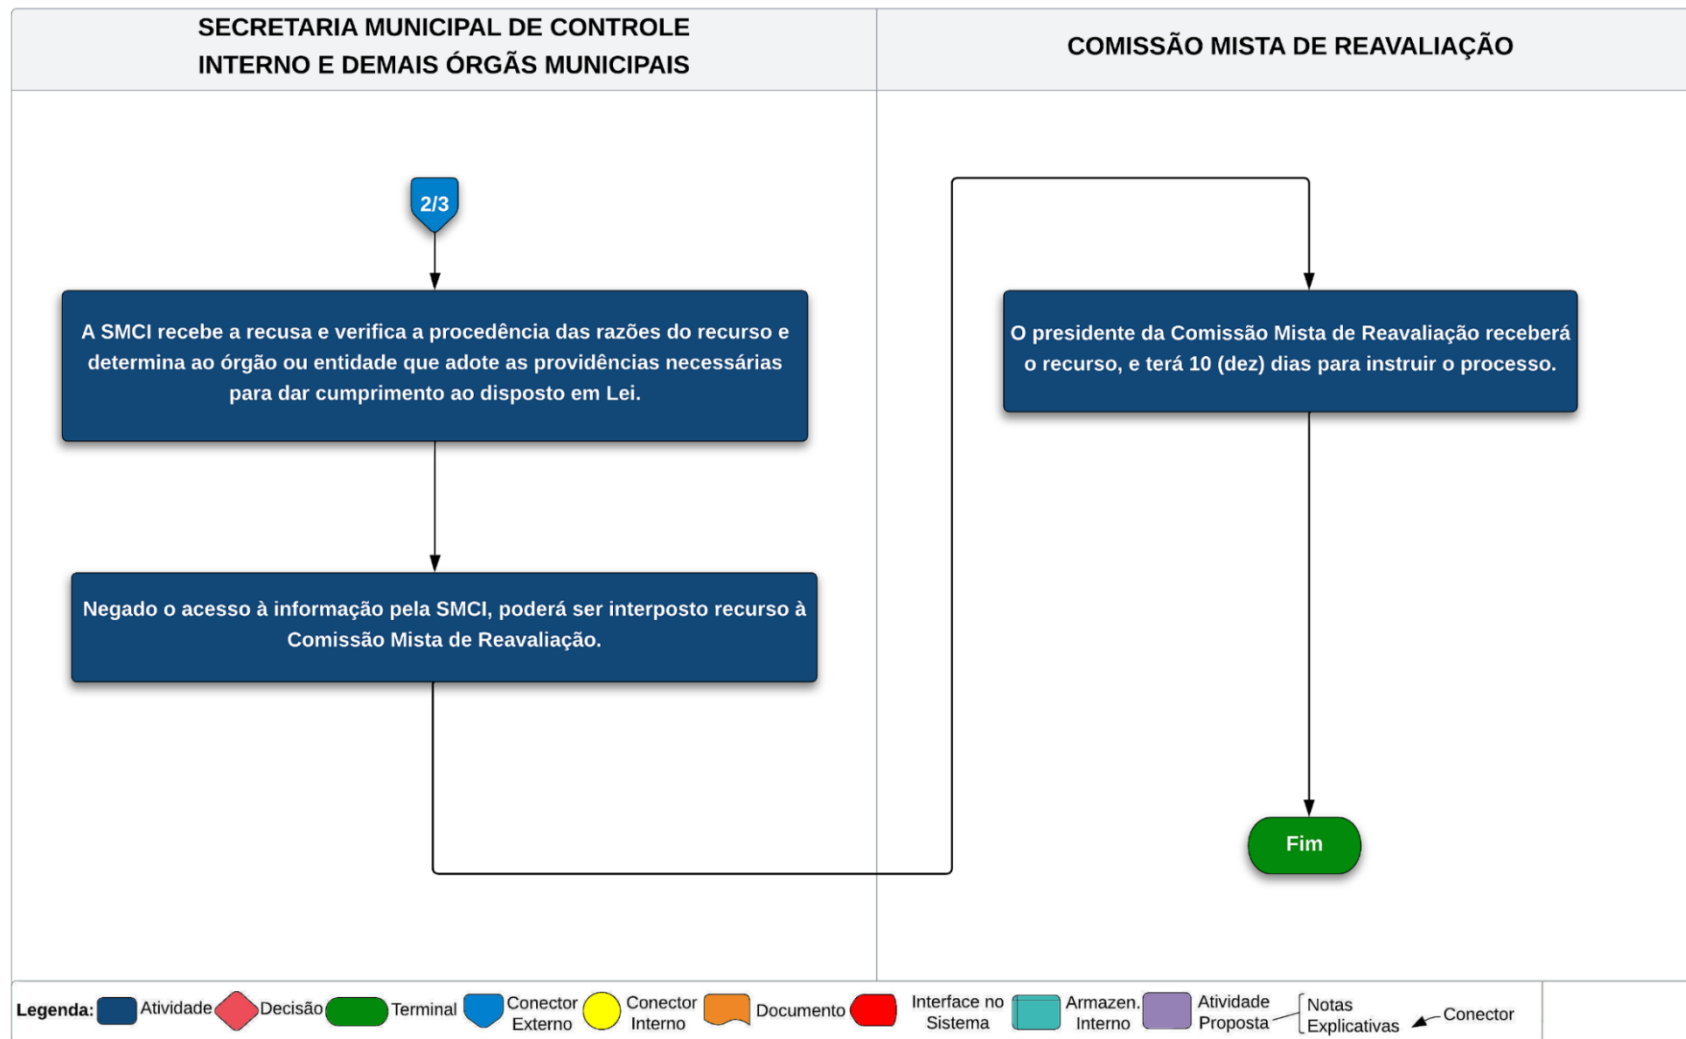 SECRETARIA MUNICIPAL DE CONTROLE
INTERNO E DEMAIS ÓRGÃS MUNICIPAIS
COMISSÃO MISTA DE REAVALIAÇÃO
2/3
A SMCI recebe a recusa e verifica a procedência das razões do recurso e
determina ao órgão ou entidade que adote as providências necessárias
para dar cumprimento ao disposto em Lei.
Negado o acesso à informação pela SMCI, poderá ser interposto recurso à
Comissão Mista de Reavaliação.
O presidente da Comissão Mista de Reavaliação receberá
o recurso, e terá 10 (dez) dias para instruir o processo.
Fim
Legenda:
Atividade
Decisão
Terminal
Conector
Externo
Conector
Interno
Documento
Interface no
Sistema
Armazen.
Interno
Atividade
Proposta
Notas
Explicativas
Conector